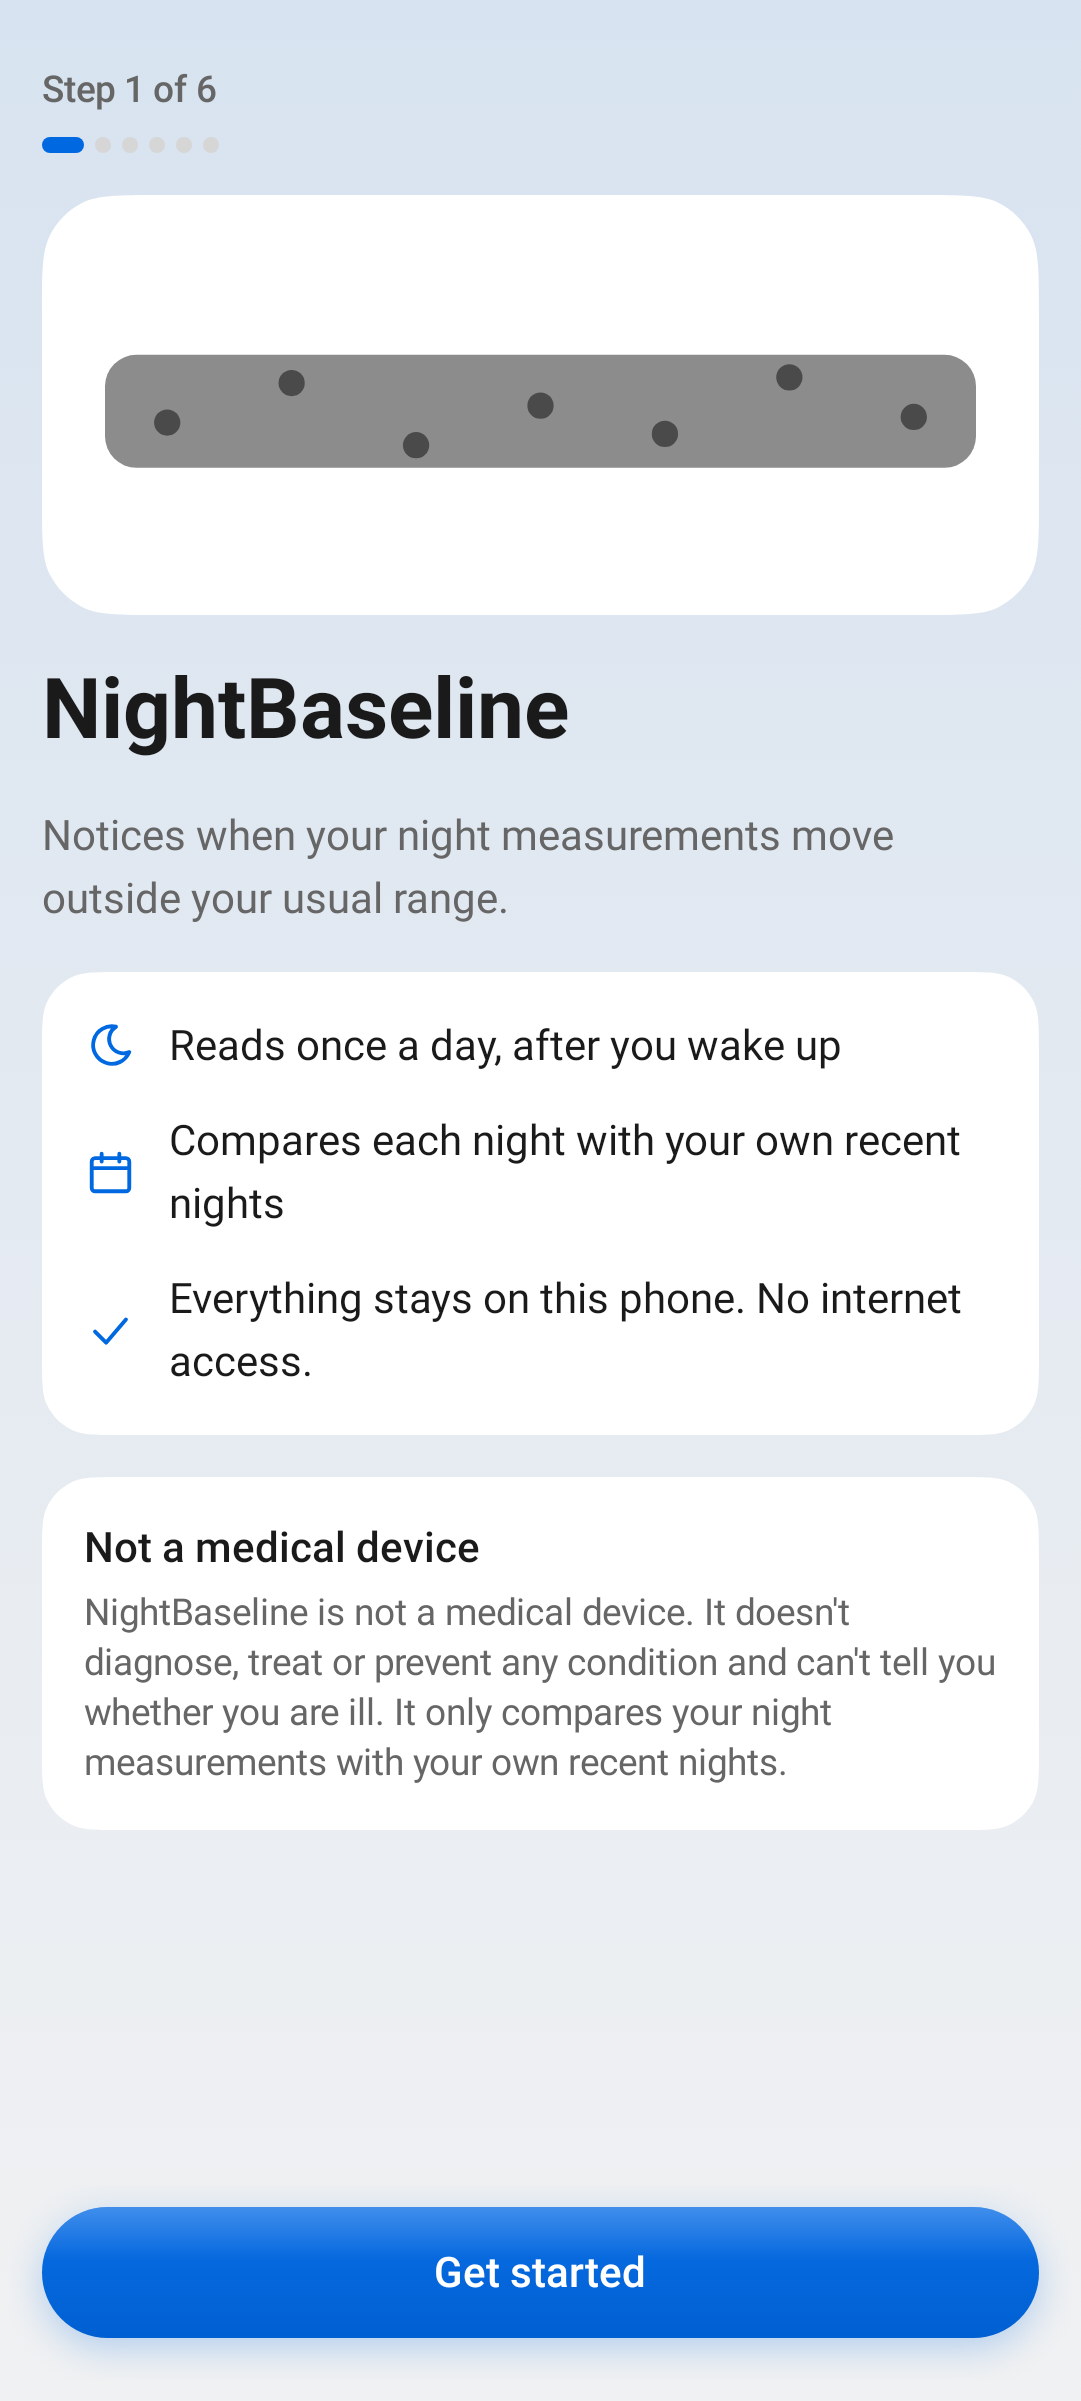 Step 1 of 6
NightBaseline
Notices when your night measurements move
outside your usual range.
Reads once a day, after you wake up
Compares each night with your own recent
nights
Everything stays on this phone. No internet
access.
Not a medical device
NightBaseline is not a medical device. It doesn't
diagnose, treat or prevent any condition and can't tell you
whether you are ill. It only compares your night
measurements with your own recent nights.
Get started